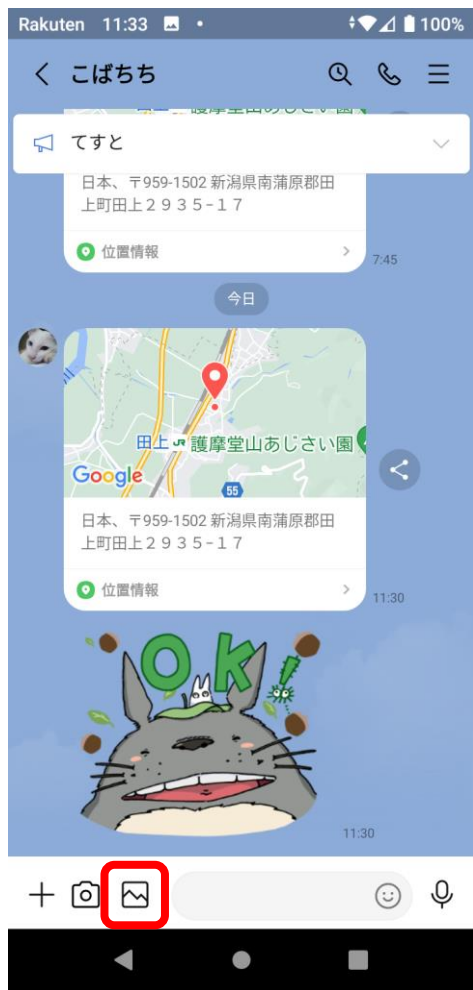 Rakuten 11:33 100%
こばちち
てすと
日本、〒959-1502 新潟県南蒲原郡田
上町田上２９３５−１７
位置情報
7:45
今日
田上 JR 護摩堂山あじさい園
Google
55
日本、〒959-1502 新潟県南蒲原郡田
上町田上２９３５−１７
位置情報
11:30
OK!
11:30